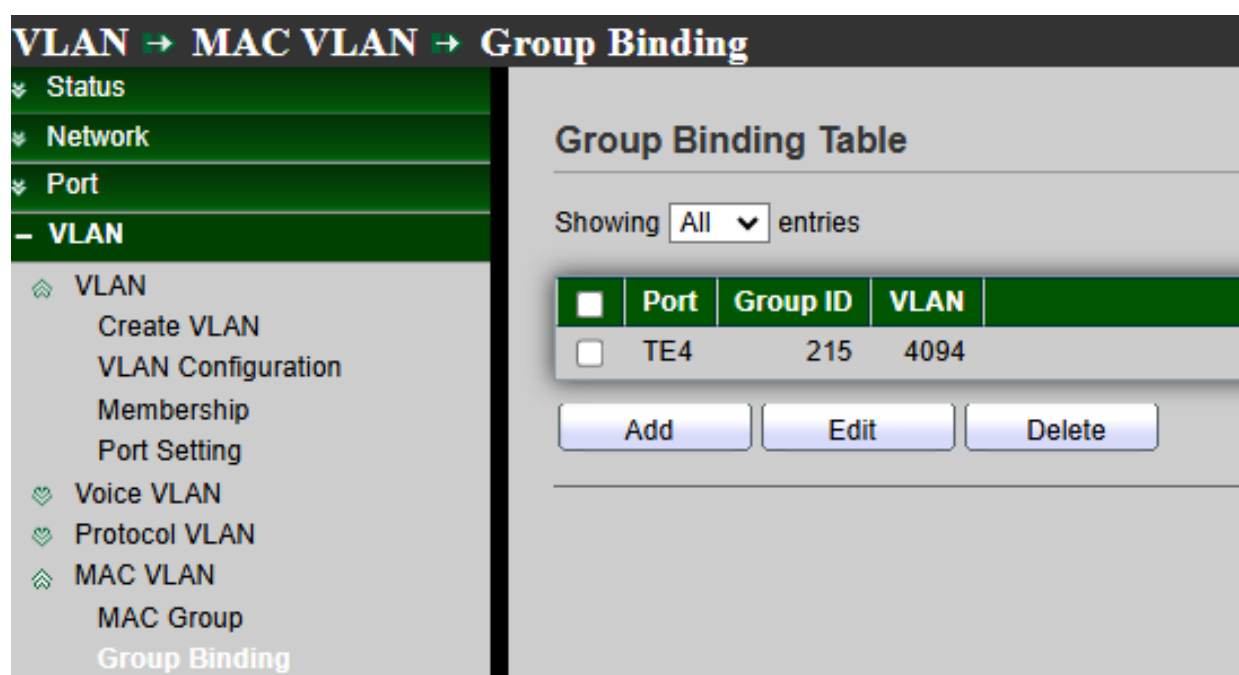 VLAN → MAC VLAN → Group Binding
Status
Network
Port
VLAN
VLAN
Create VLAN
VLAN Configuration
Membership
Port Setting
Voice VLAN
Protocol VLAN
MAC VLAN
MAC Group
Group Binding
Group Binding Table
Showing All entries
Port Group ID VLAN
TE4 215 4094
Add Edit Delete